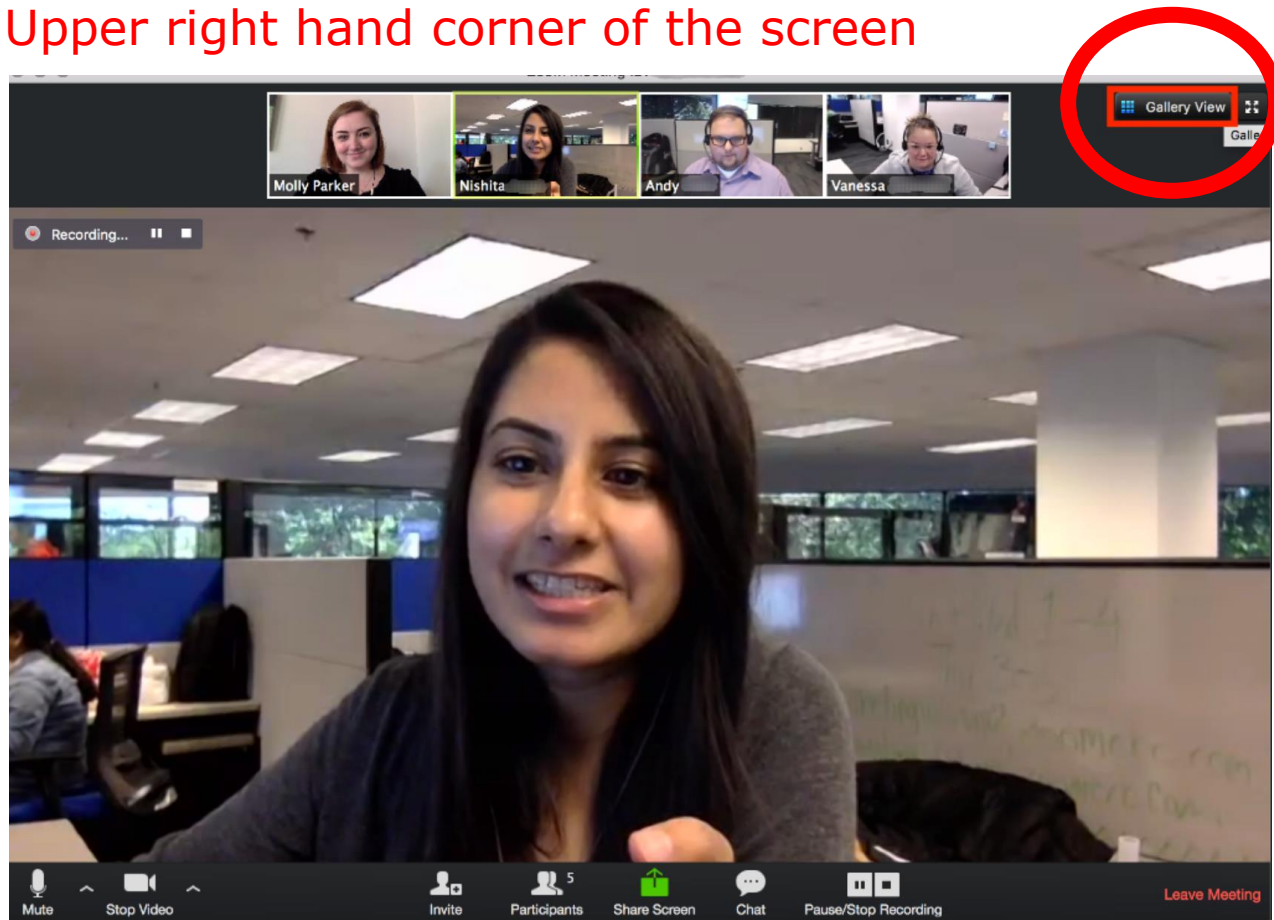 Upper right hand corner of the screen
Gallery View
Galle
Molly Parker
Nishita
Andy
Vanessa
Recording...
Mute
Stop Video
Invite
Participants
5
Share Screen
Chat
Pause/Stop Recording
Leave Meeting